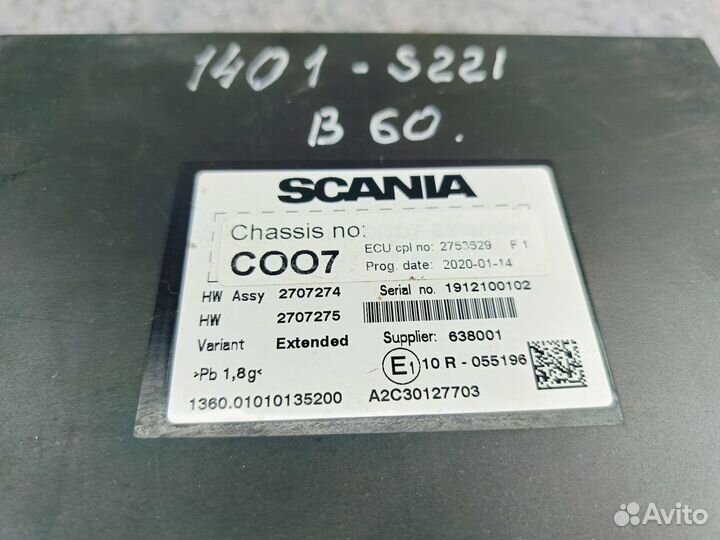 1401 - S221
B 60.
SCANIA
Chassis no:
COO7
ECU cpl no: 2753529 F 1
Prog. date: 2020-01-14
HW Assy 2707274
Serial no. 1912100102
HW 2707275
Variant Extended
Supplier: 638001
>Pb 1,8g<
E1 10 R - 055196
1360.01010135200 A2C30127703
Avito